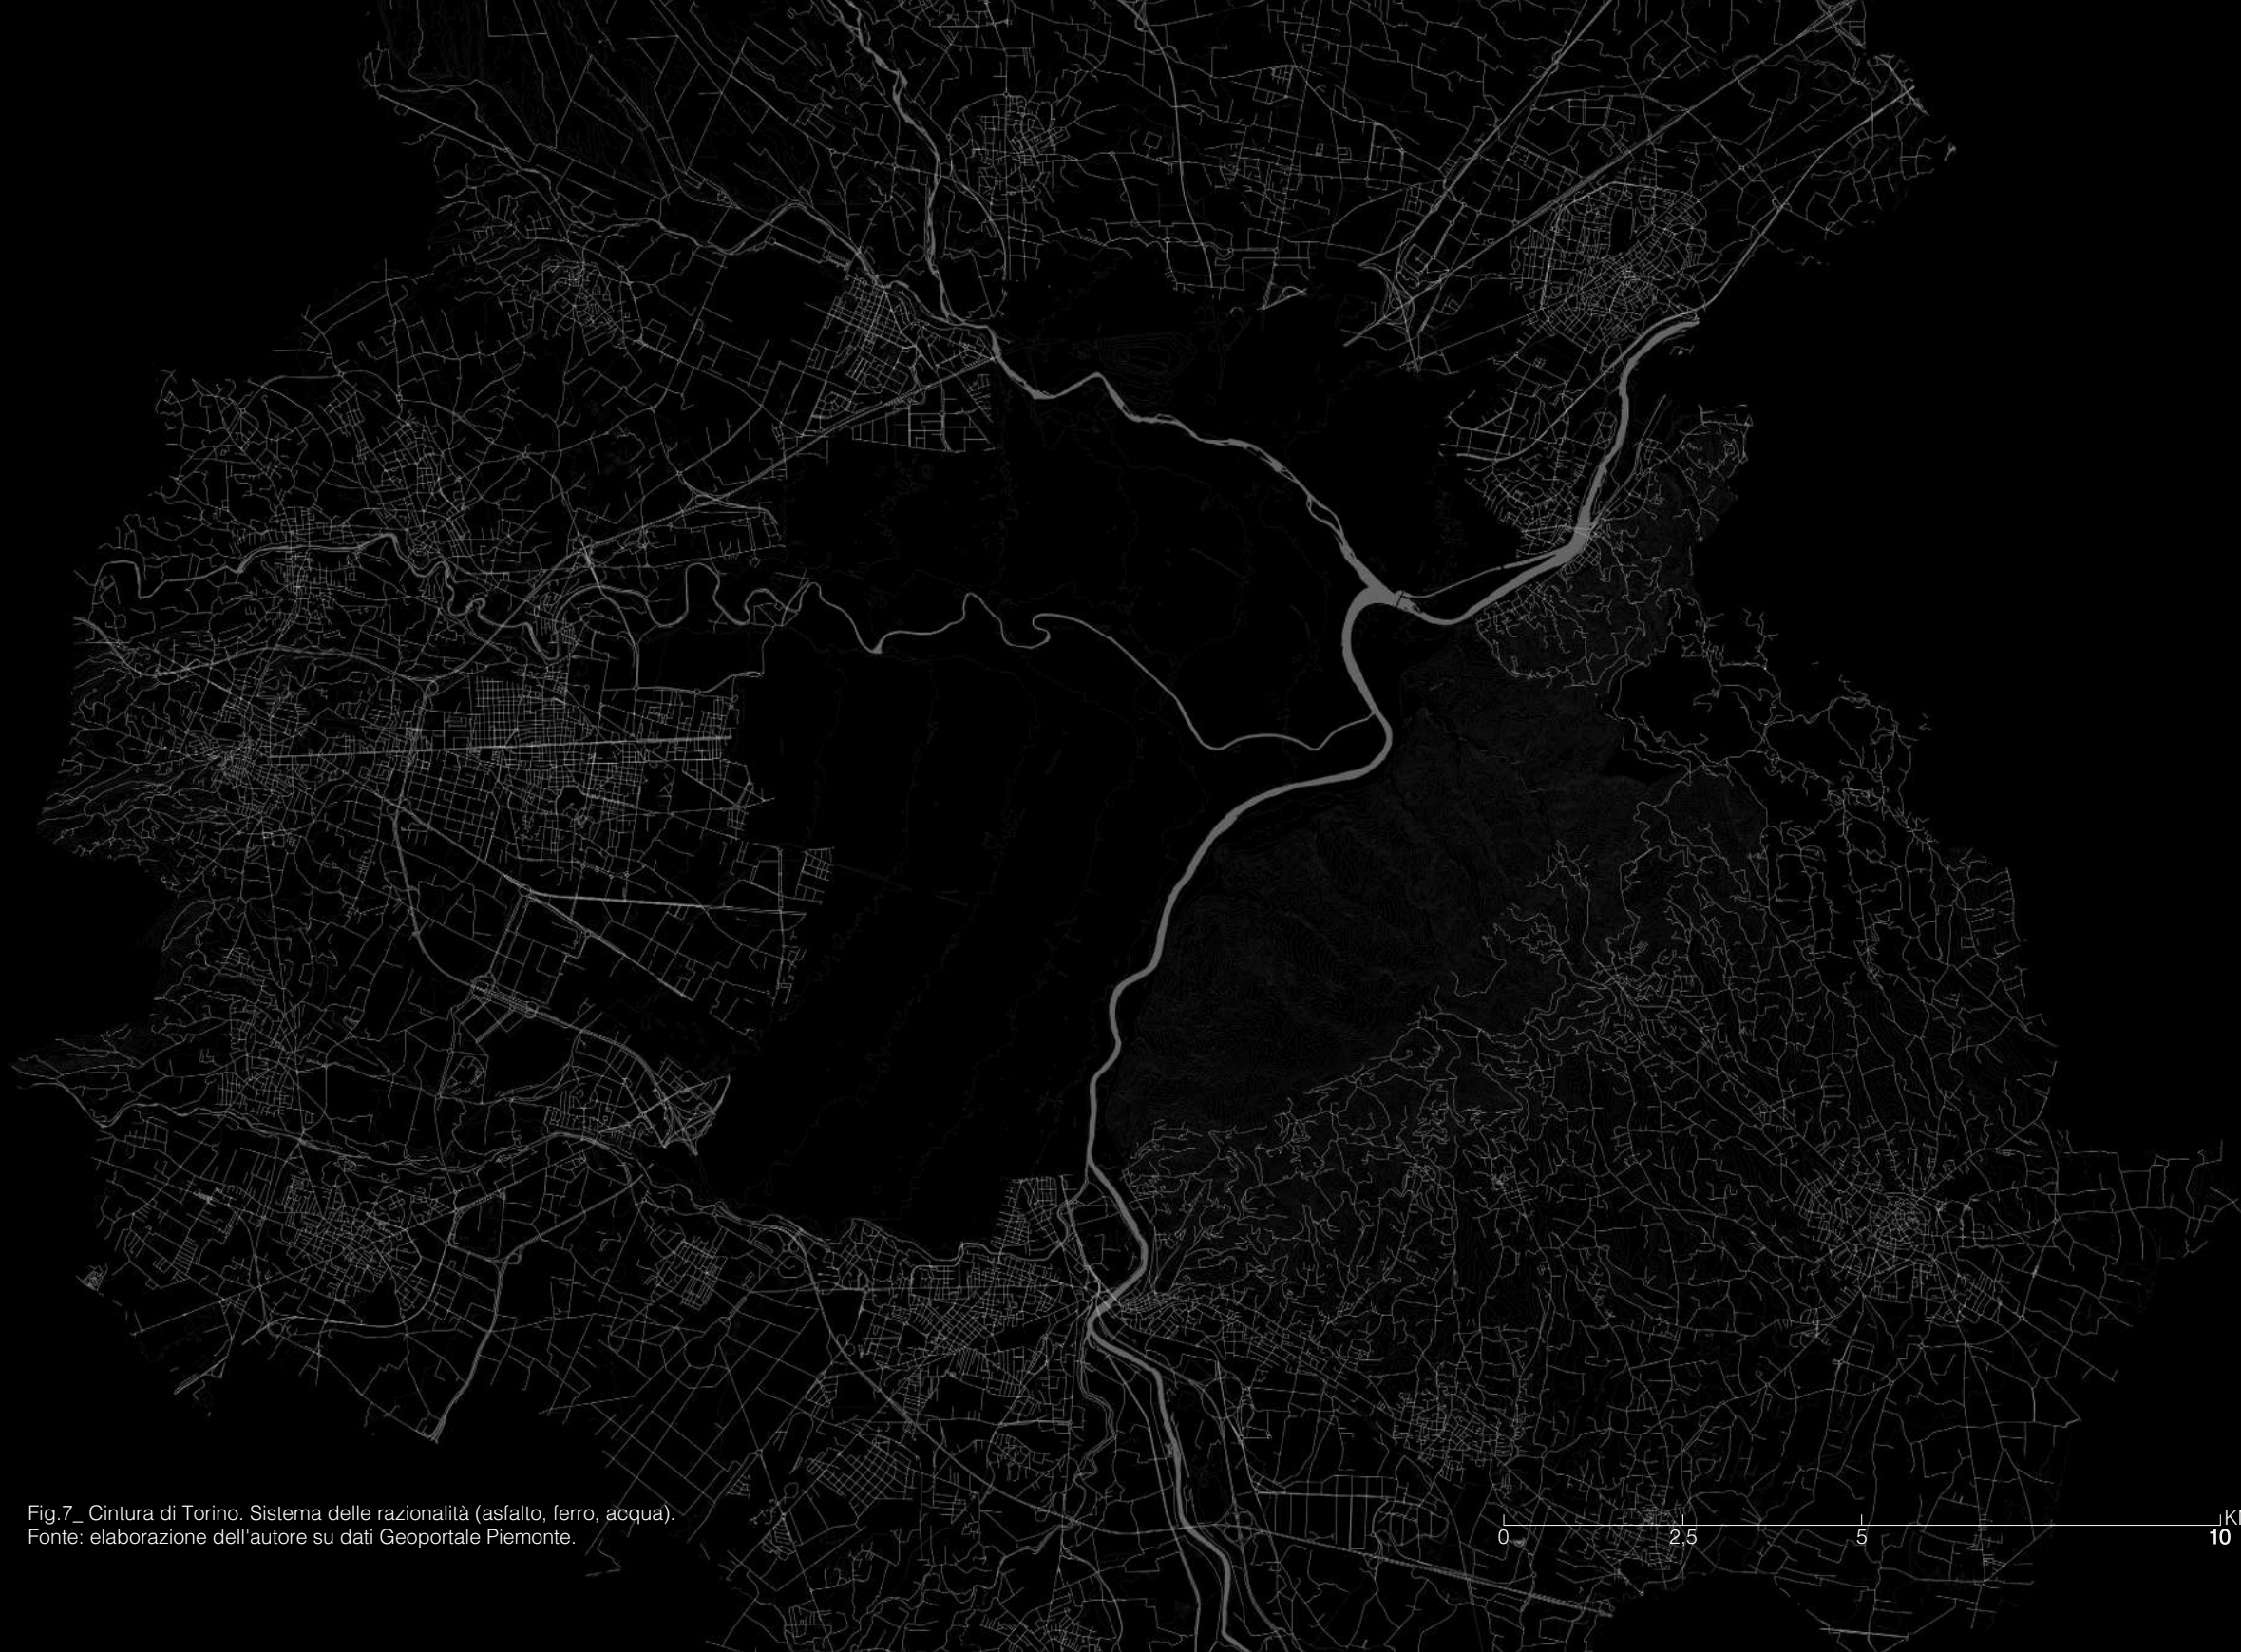 Fig.7_ Cintura di Torino. Sistema delle razionalità (asfalto, ferro, acqua).
Fonte: elaborazione dell'autore su dati Geoportale Piemonte.
0 2,5 5 10